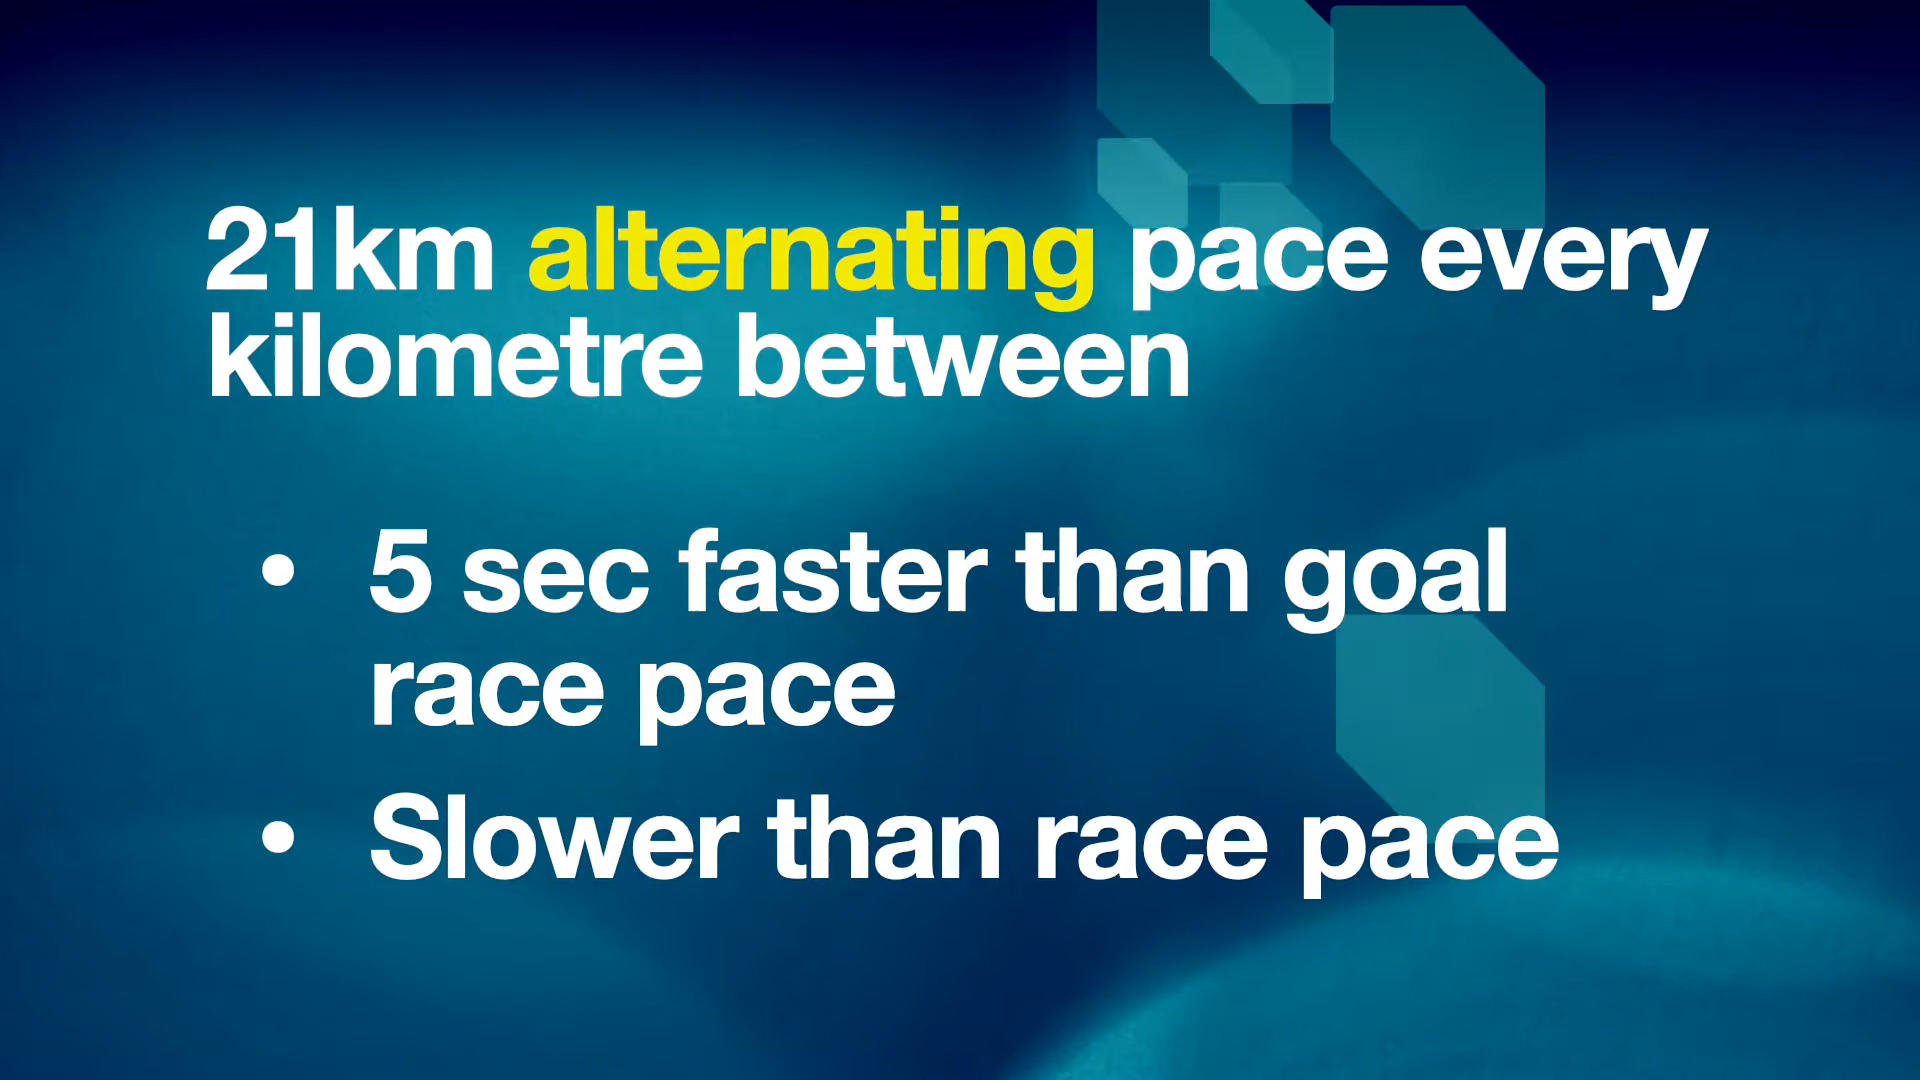 21km alternating pace every
kilometre between
• 5 sec faster than goal
race pace
• Slower than race pace